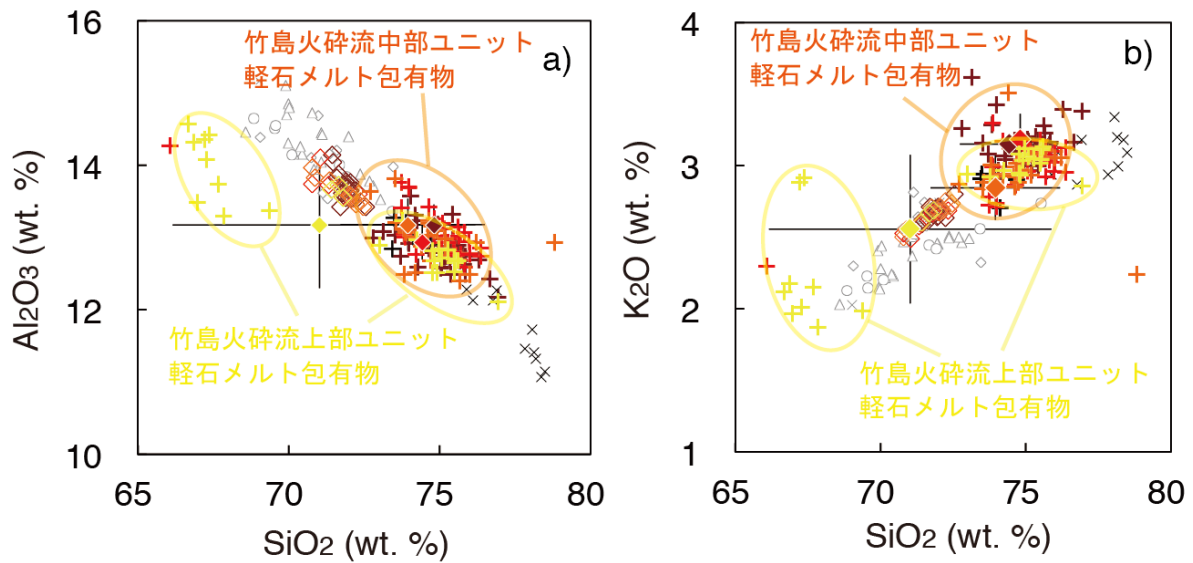 a)
竹島火砕流中部ユニット
軽石メルト包有物
竹島火砕流上部ユニット
軽石メルト包有物
Al2O3 (wt. %)
16
14
12
10
65
70
75
80
SiO2 (wt. %)
b)
竹島火砕流中部ユニット
軽石メルト包有物
竹島火砕流上部ユニット
軽石メルト包有物
K2O (wt. %)
4
3
2
1
65
70
75
80
SiO2 (wt. %)